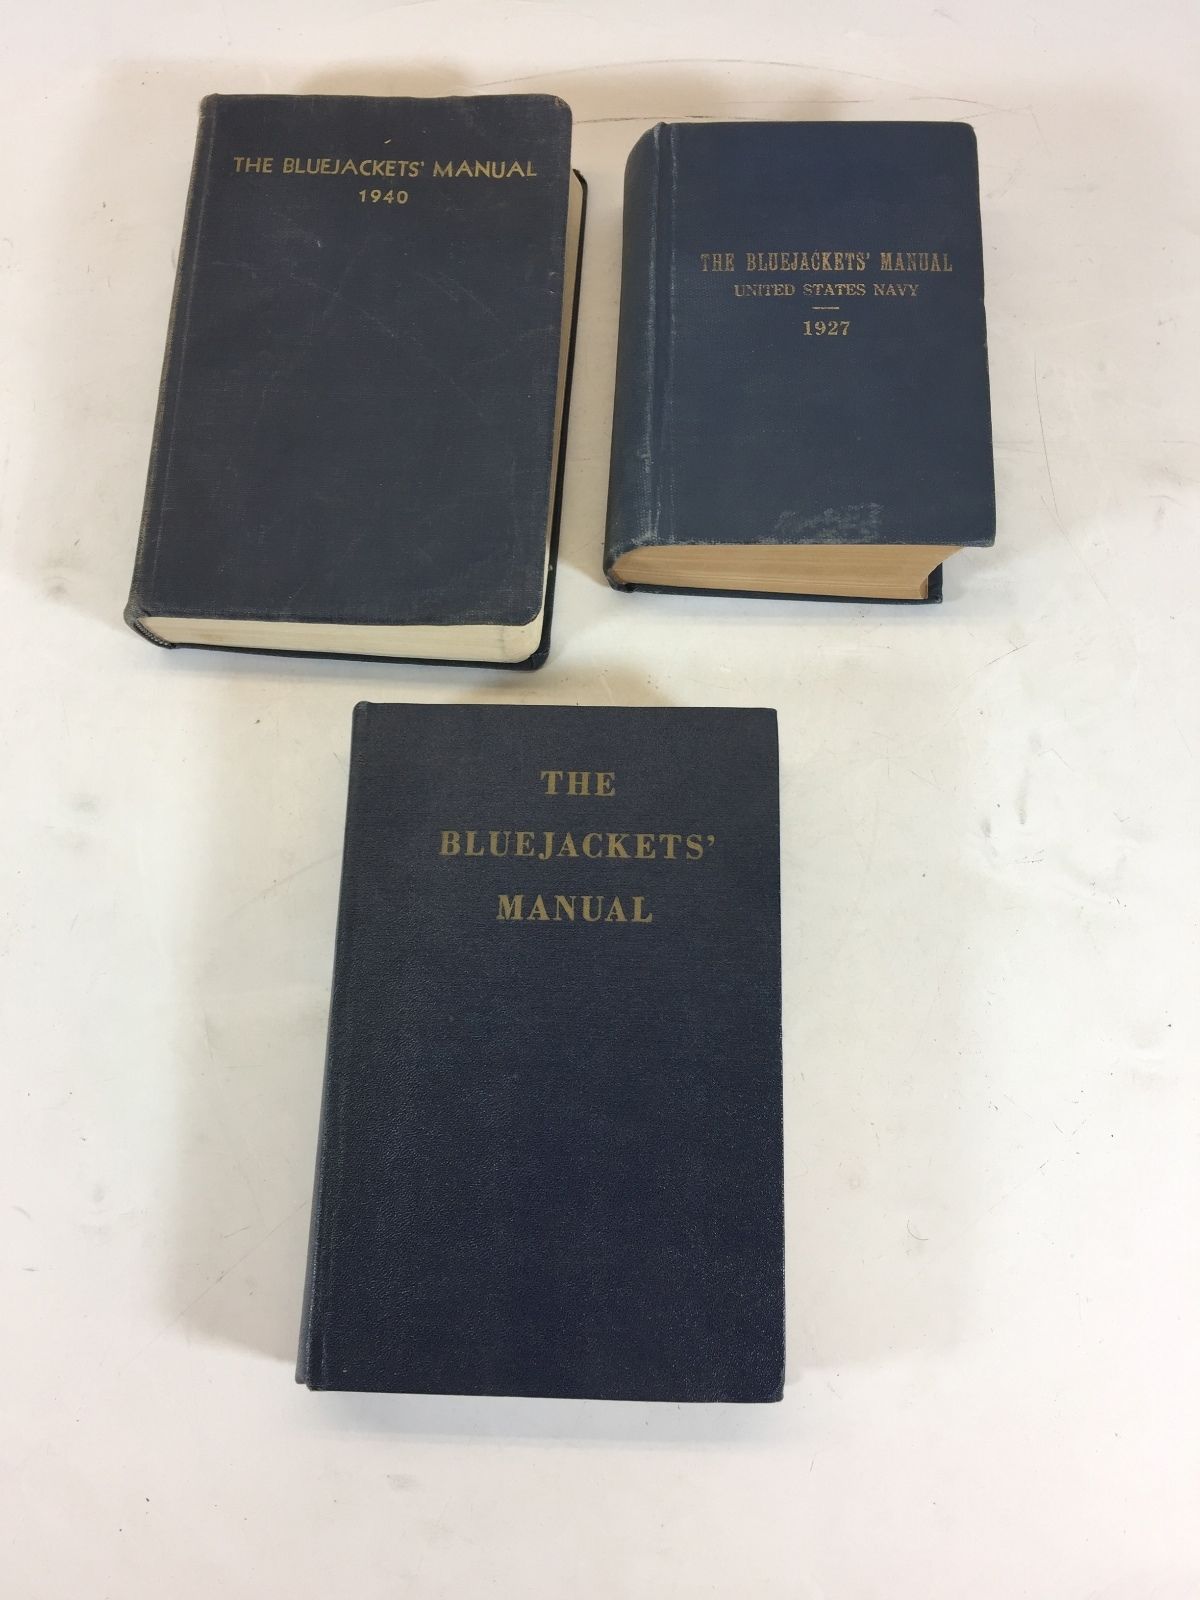 THE BLUEJACKETS' MANUAL
1940
THE BLUEJACKETS' MANUAL
UNITED STATES NAVY
1927
THE
BLUEJACKETS'
MANUAL